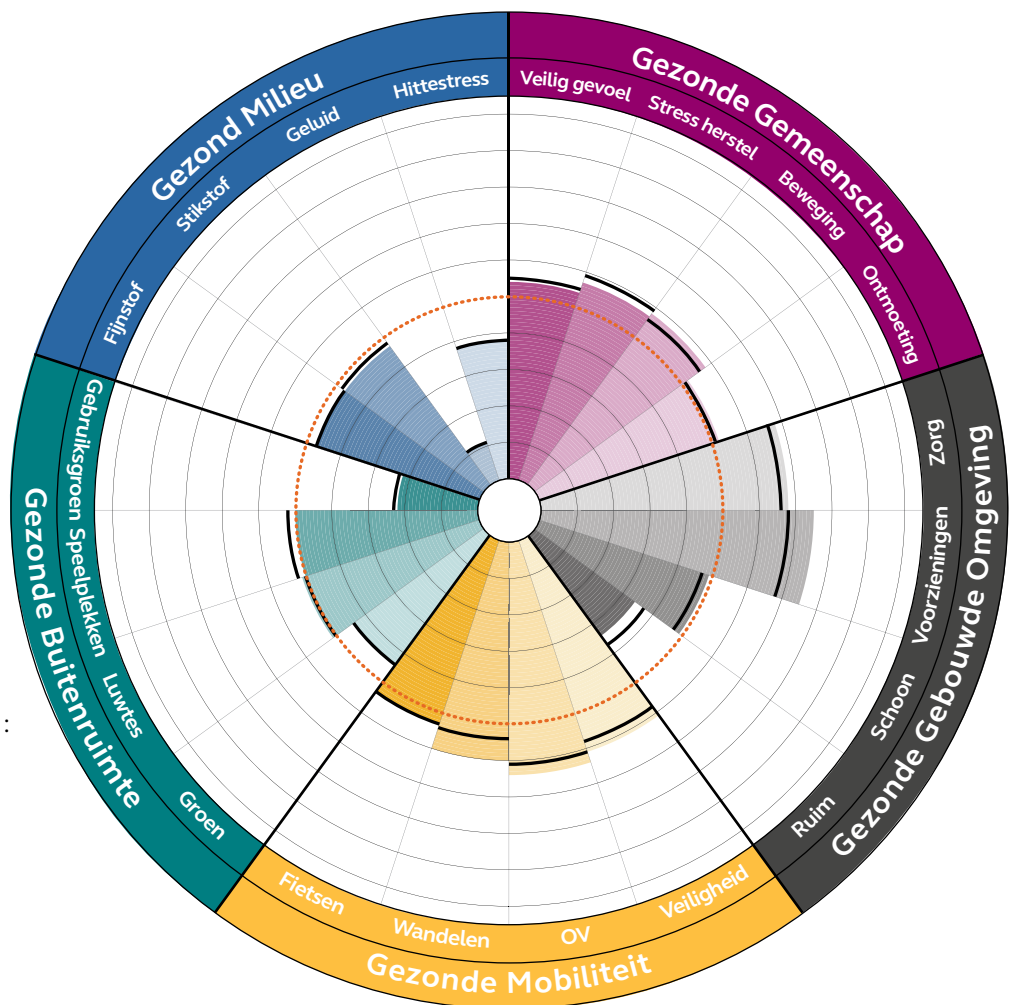 Gezonde Gemeenschap
Veilig gevoel
Stress herstel
Beweging
Ontmoeting
Gezonde Gebouwde Omgeving
Zorg
Voorzieningen
Schoon
Ruim
Gezonde Mobiliteit
Veiligheid
OV
Wandelen
Fietsen
Gezonde Buitenruimte
Groen
Luwtes
Speelplekken
Gebruiksgroen
Gezond Milieu
Fijnstof
Stikstof
Geluid
Hittestress
: